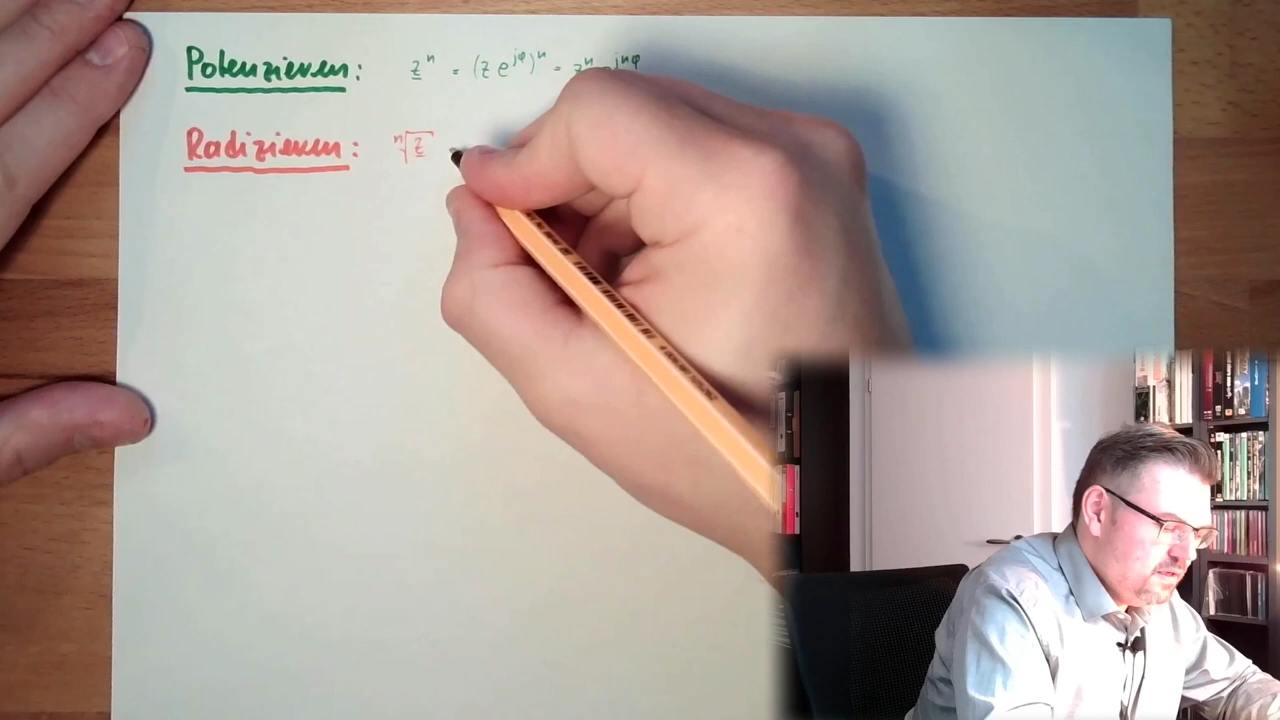 Potenzieren: z̲ⁿ = (z e^{jφ})ⁿ = zⁿ e^{jnφ}
Radizieren: ⁿ√z̲